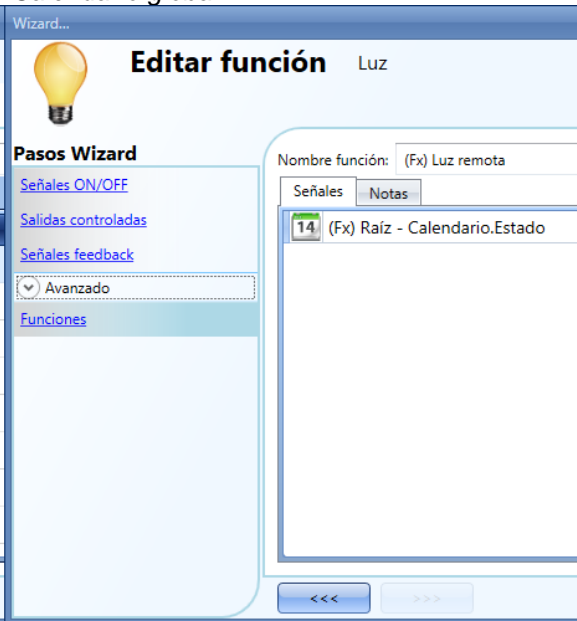 Wizard...
Editar función Luz
Pasos Wizard
Señales ON/OFF
Salidas controladas
Señales feedback
Avanzado
Funciones
Nombre función: (Fx) Luz remota
Señales Notas
14 (Fx) Raíz - Calendario.Estado
<<< >>>